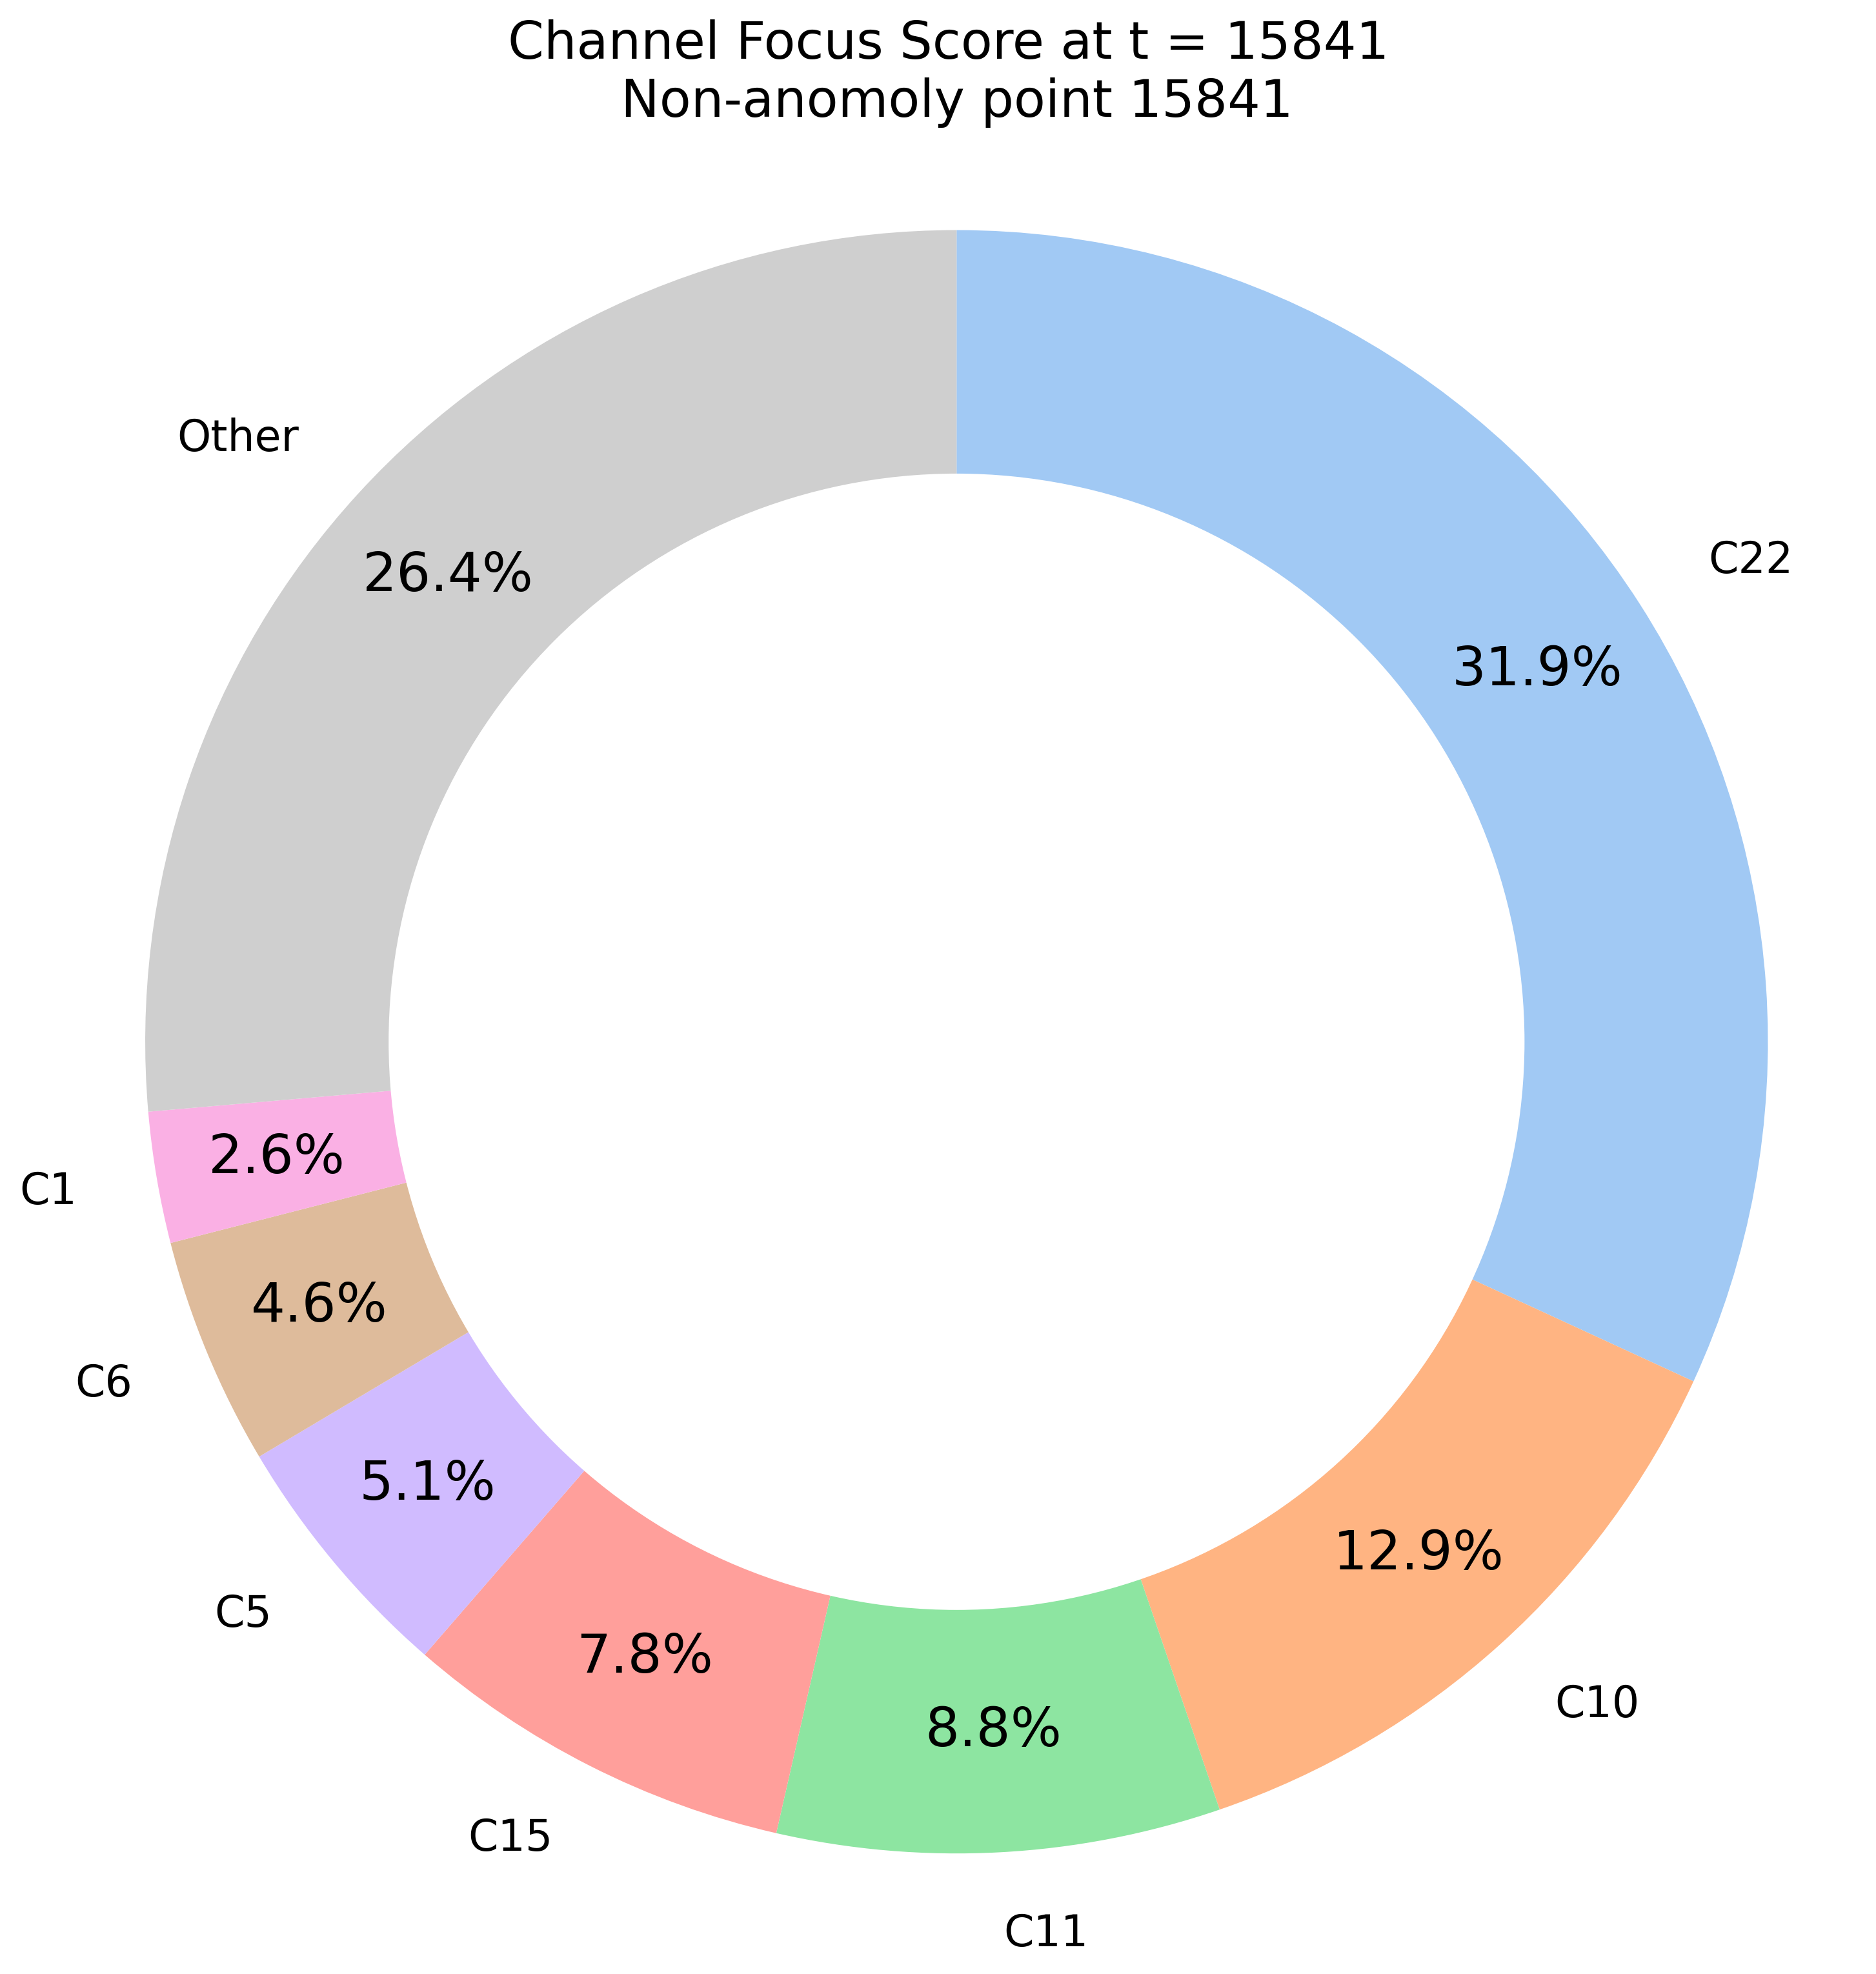 Channel Focus Score at t = 15841
Non-anomoly point 15841
Other
26.4%
C22
31.9%
C1
2.6%
C6
4.6%
C5
5.1%
C15
7.8%
C11
8.8%
C10
12.9%